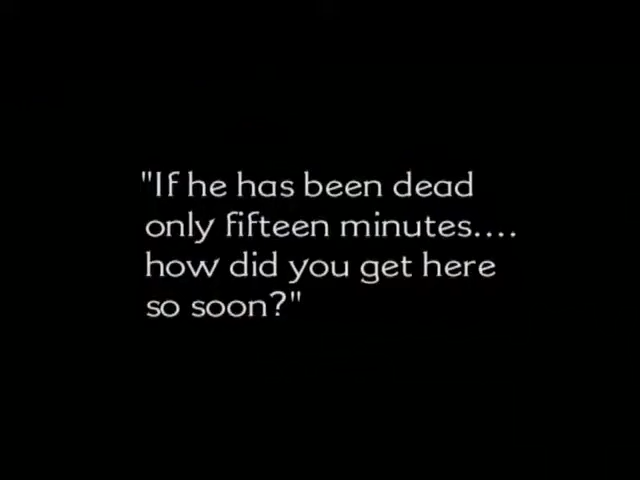 "If he has been dead
only fifteen minutes....
how did you get here
so soon?"